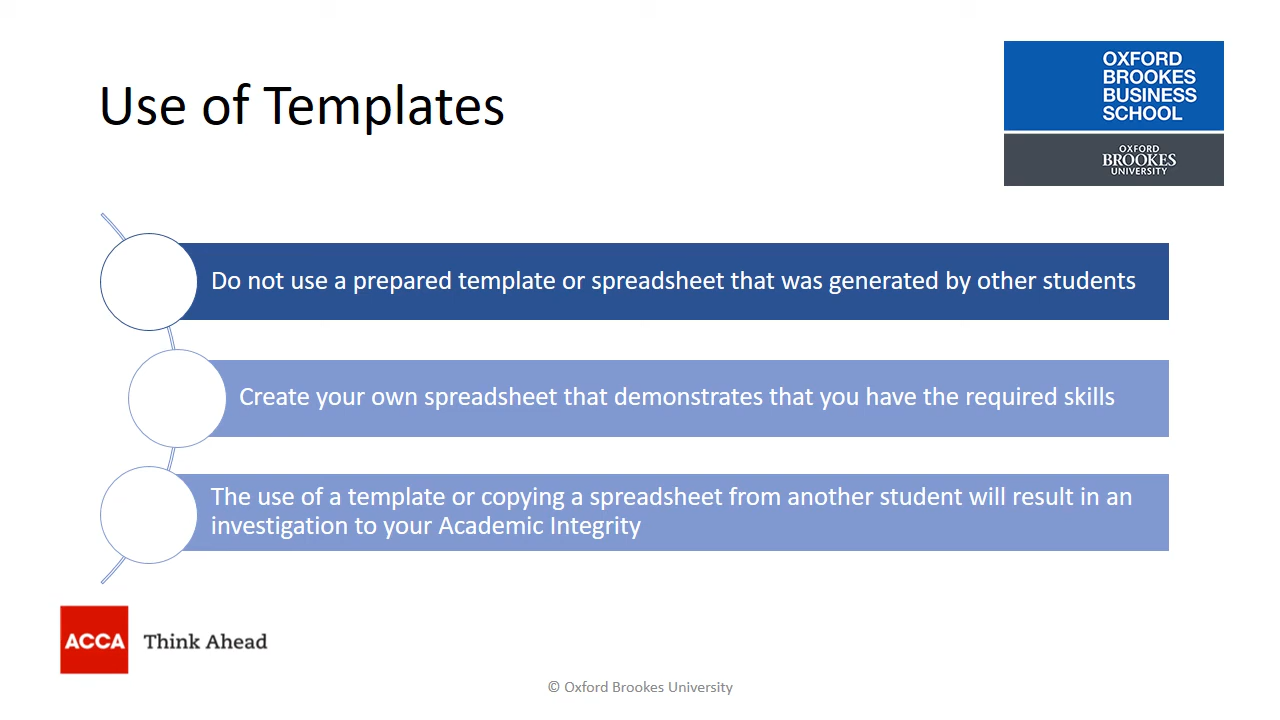 Use of Templates
OXFORD
BROOKES
BUSINESS
SCHOOL
OXFORD
BROOKES
UNIVERSITY
Do not use a prepared template or spreadsheet that was generated by other students
Create your own spreadsheet that demonstrates that you have the required skills
The use of a template or copying a spreadsheet from another student will result in an
investigation to your Academic Integrity
ACCA Think Ahead
© Oxford Brookes University